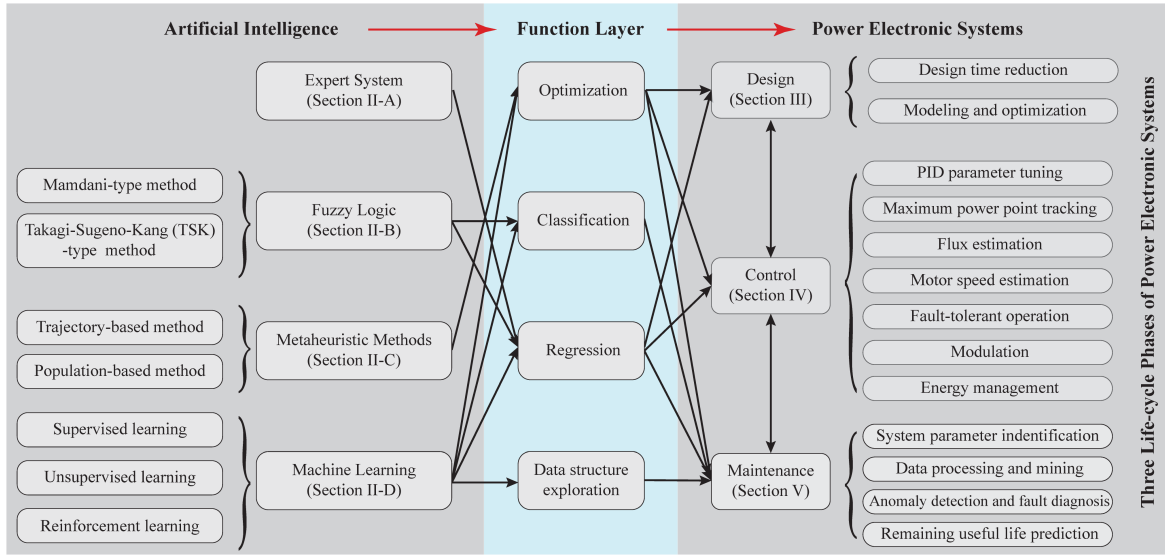 Artificial Intelligence
Function Layer
Power Electronic Systems
Expert System
(Section II-A)
Mamdani-type method
Takagi-Sugeno-Kang (TSK)
-type method
Fuzzy Logic
(Section II-B)
Trajectory-based method
Population-based method
Metaheuristic Methods
(Section II-C)
Supervised learning
Unsupervised learning
Reinforcement learning
Machine Learning
(Section II-D)
Optimization
Classification
Regression
Data structure
exploration
Design
(Section III)
Control
(Section IV)
Maintenance
(Section V)
Design time reduction
Modeling and optimization
PID parameter tuning
Maximum power point tracking
Flux estimation
Motor speed estimation
Fault-tolerant operation
Modulation
Energy management
System parameter indentification
Data processing and mining
Anomaly detection and fault diagnosis
Remaining useful life prediction
Three Life-cycle Phases of Power Electronic Systems